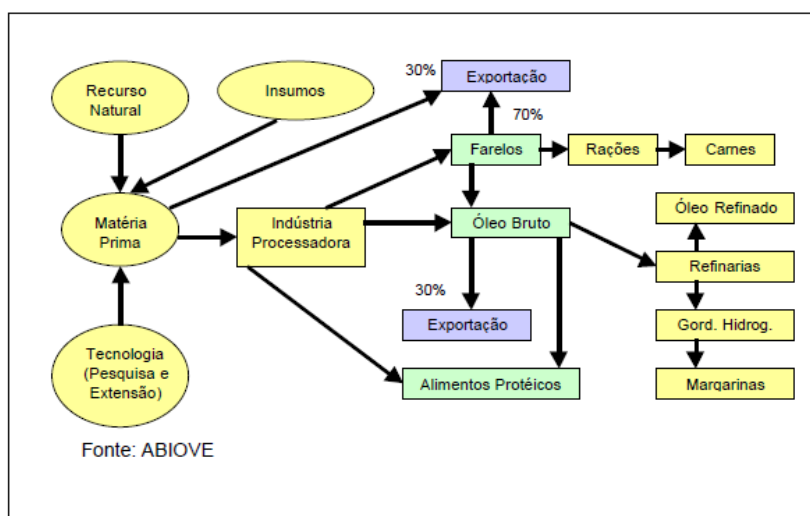 30%
Exportação
Recurso
Natural
Insumos
70%
Farelos
Rações
Carnes
Matéria
Prima
Indústria
Processadora
Óleo Bruto
Óleo Refinado
Refinarias
30%
Exportação
Gord. Hidrog.
Tecnologia
(Pesquisa e
Extensão)
Alimentos Protéicos
Margarinas
Fonte: ABIOVE